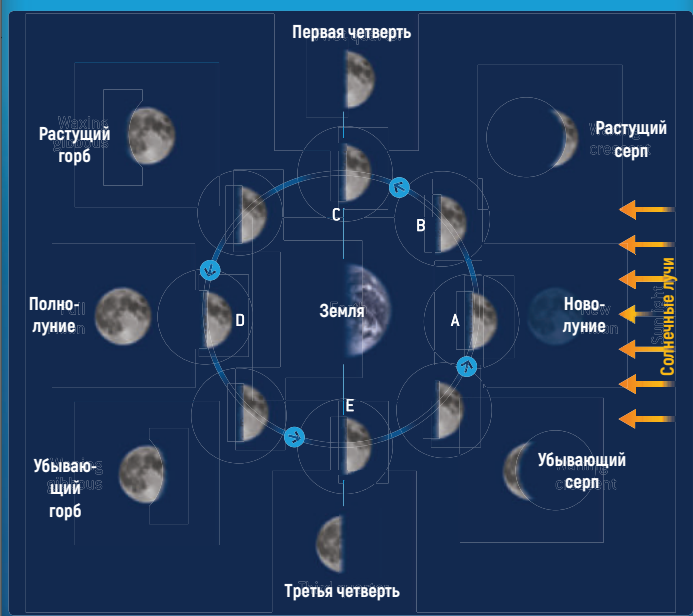 Первая четверть
Растущий
горб
Растущий
серп
C
B
Полно-
луние
D
Земля
A
Ново-
луние
Солнечные лучи
E
Убываю-
щий
горб
Убывающий
серп
Третья четверть